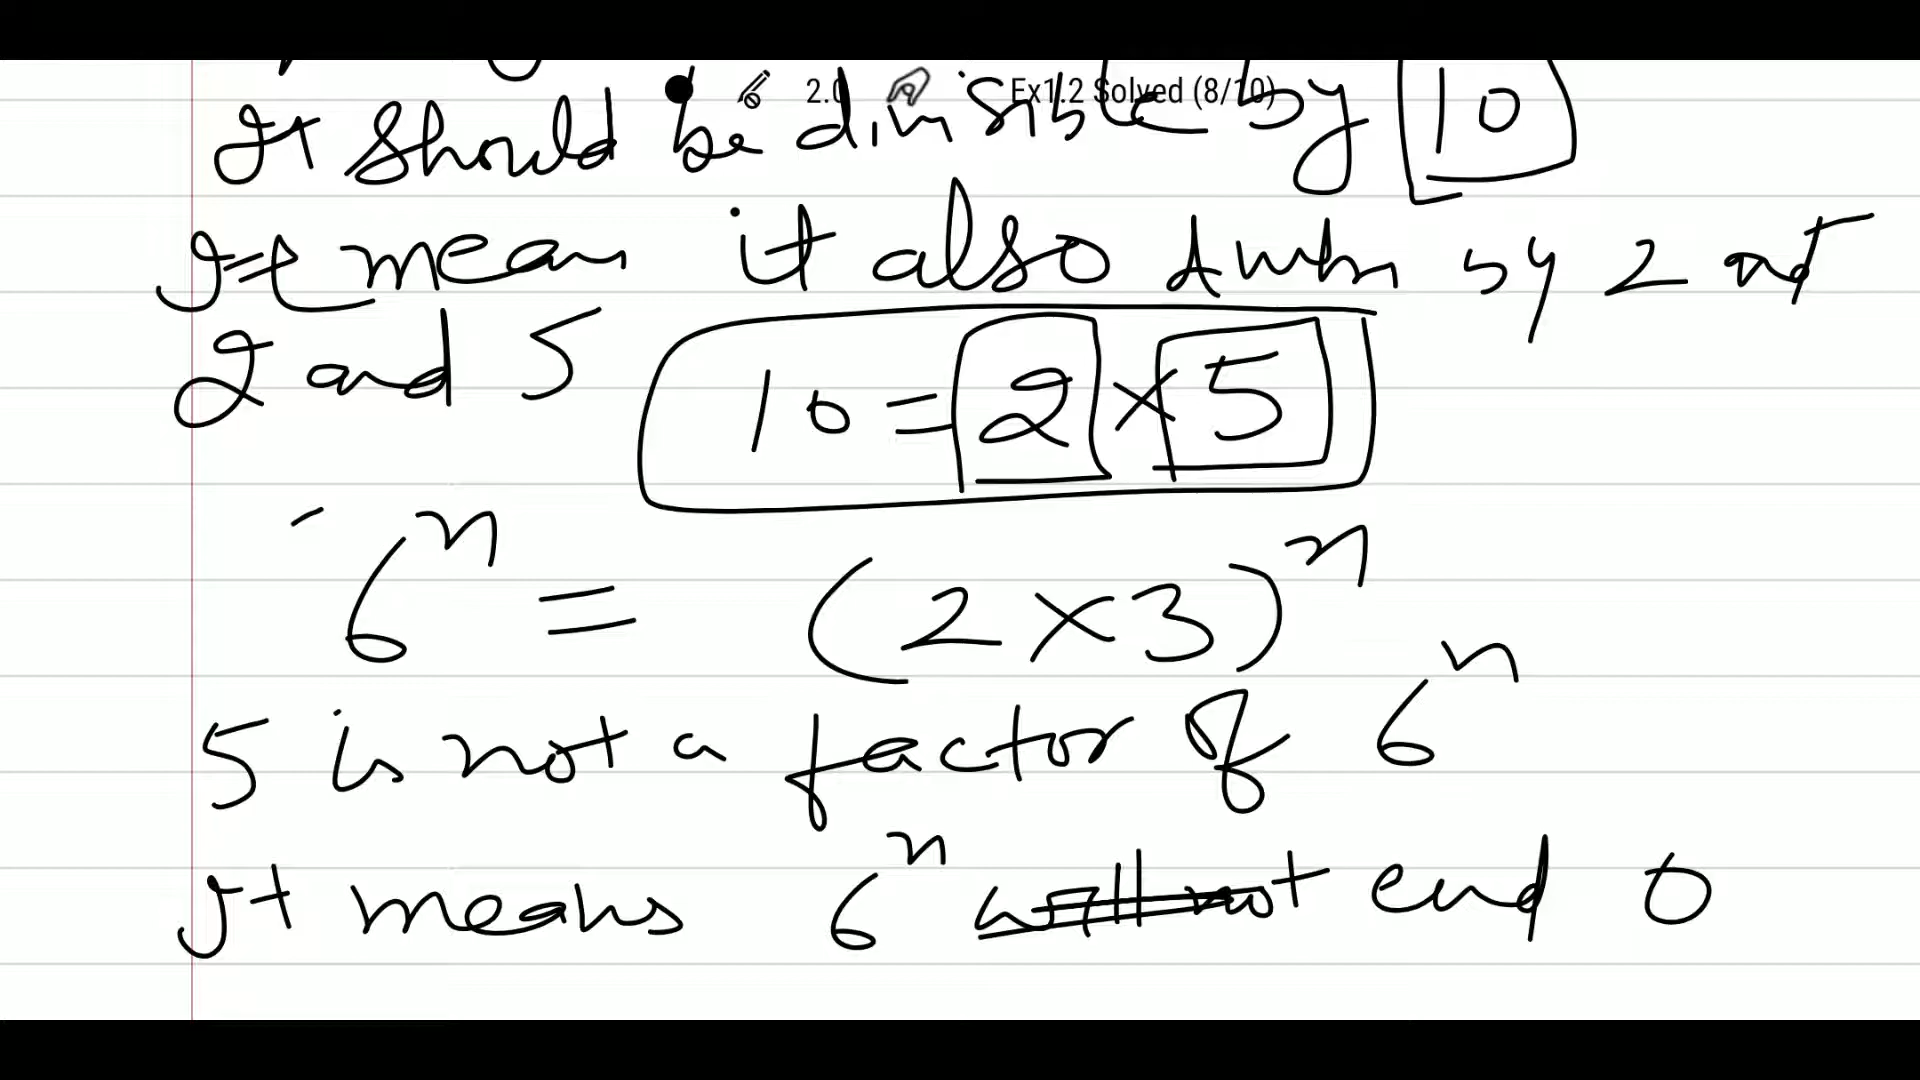 2.0 Ex1.2 Solved (8/10)
It should be divisible by 10
It mean it also by 2 and
2 and 5 10 = 2 × 5
6^n = (2 × 3)^n
5 is not a factor of 6^n
It means 6^n will not end 0